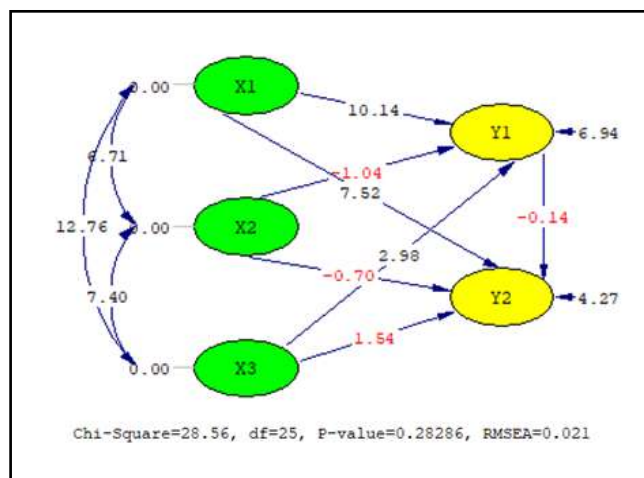 0.00
X1
10.14
Y1
6.94
6.71
-1.04
7.52
12.76
0.00
X2
-0.14
2.98
7.40
-0.70
Y2
4.27
1.54
0.00
X3
Chi-Square=28.56, df=25, P-value=0.28286, RMSEA=0.021